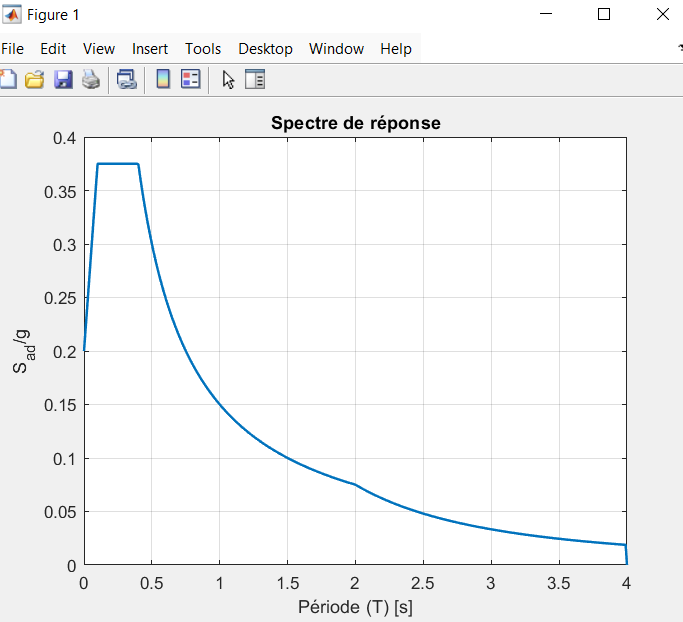 Figure 1
File Edit View Insert Tools Desktop Window Help
Spectre de réponse
0.4
0.35
0.3
0.25
0.2
0.15
0.1
0.05
0
S_ad/g
0 0.5 1 1.5 2 2.5 3 3.5 4
Période (T) [s]